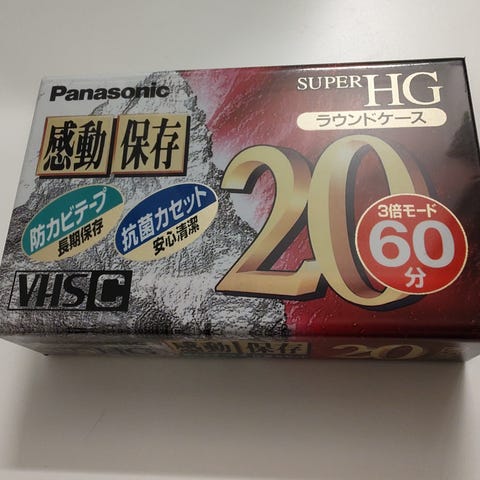 Panasonic
SUPER HG
ラウンドケース
感動 保存
防カビテープ
長期保存
抗菌カセット
安心清潔
20
3倍モード
60
分
VHS C
HG 感動 保存 20